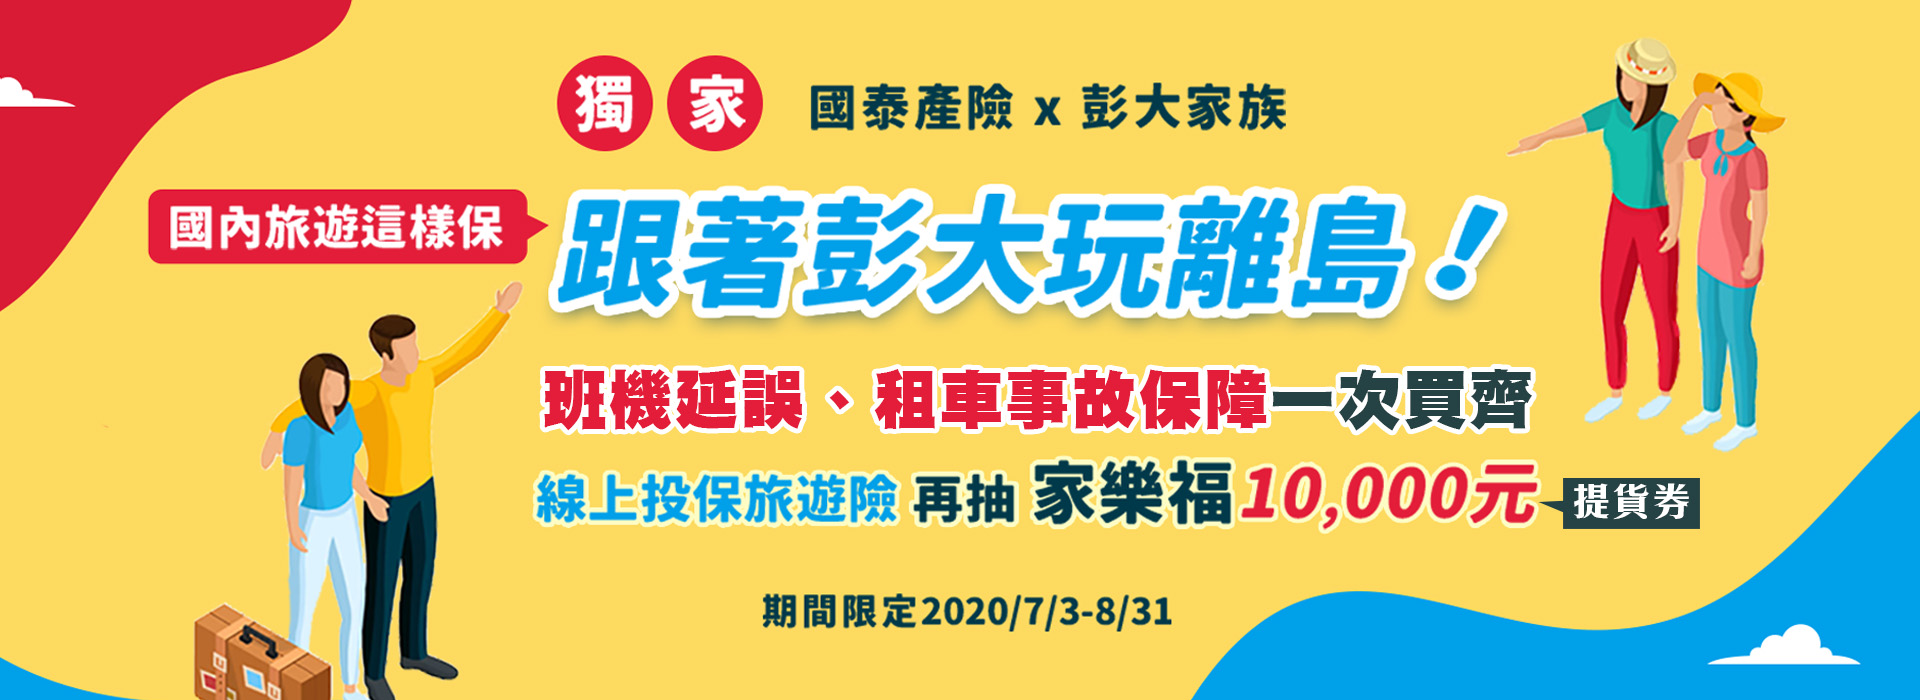 獨家 國泰產險 x 彭大家族
國內旅遊這樣保
跟著彭大玩離島！
班機延誤、租車事故保障一次買齊
線上投保旅遊險 再抽 家樂福10,000元 提貨券
期間限定2020/7/3-8/31